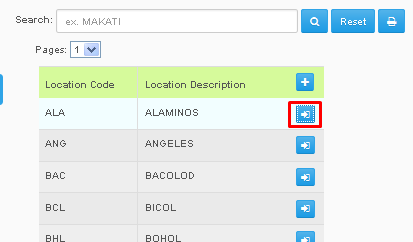 Search: ex. MAKATI Reset
Pages: 1
Location Code Location Description
ALA ALAMINOS
ANG ANGELES
BAC BACOLOD
BCL BICOL
BHL BOHOL